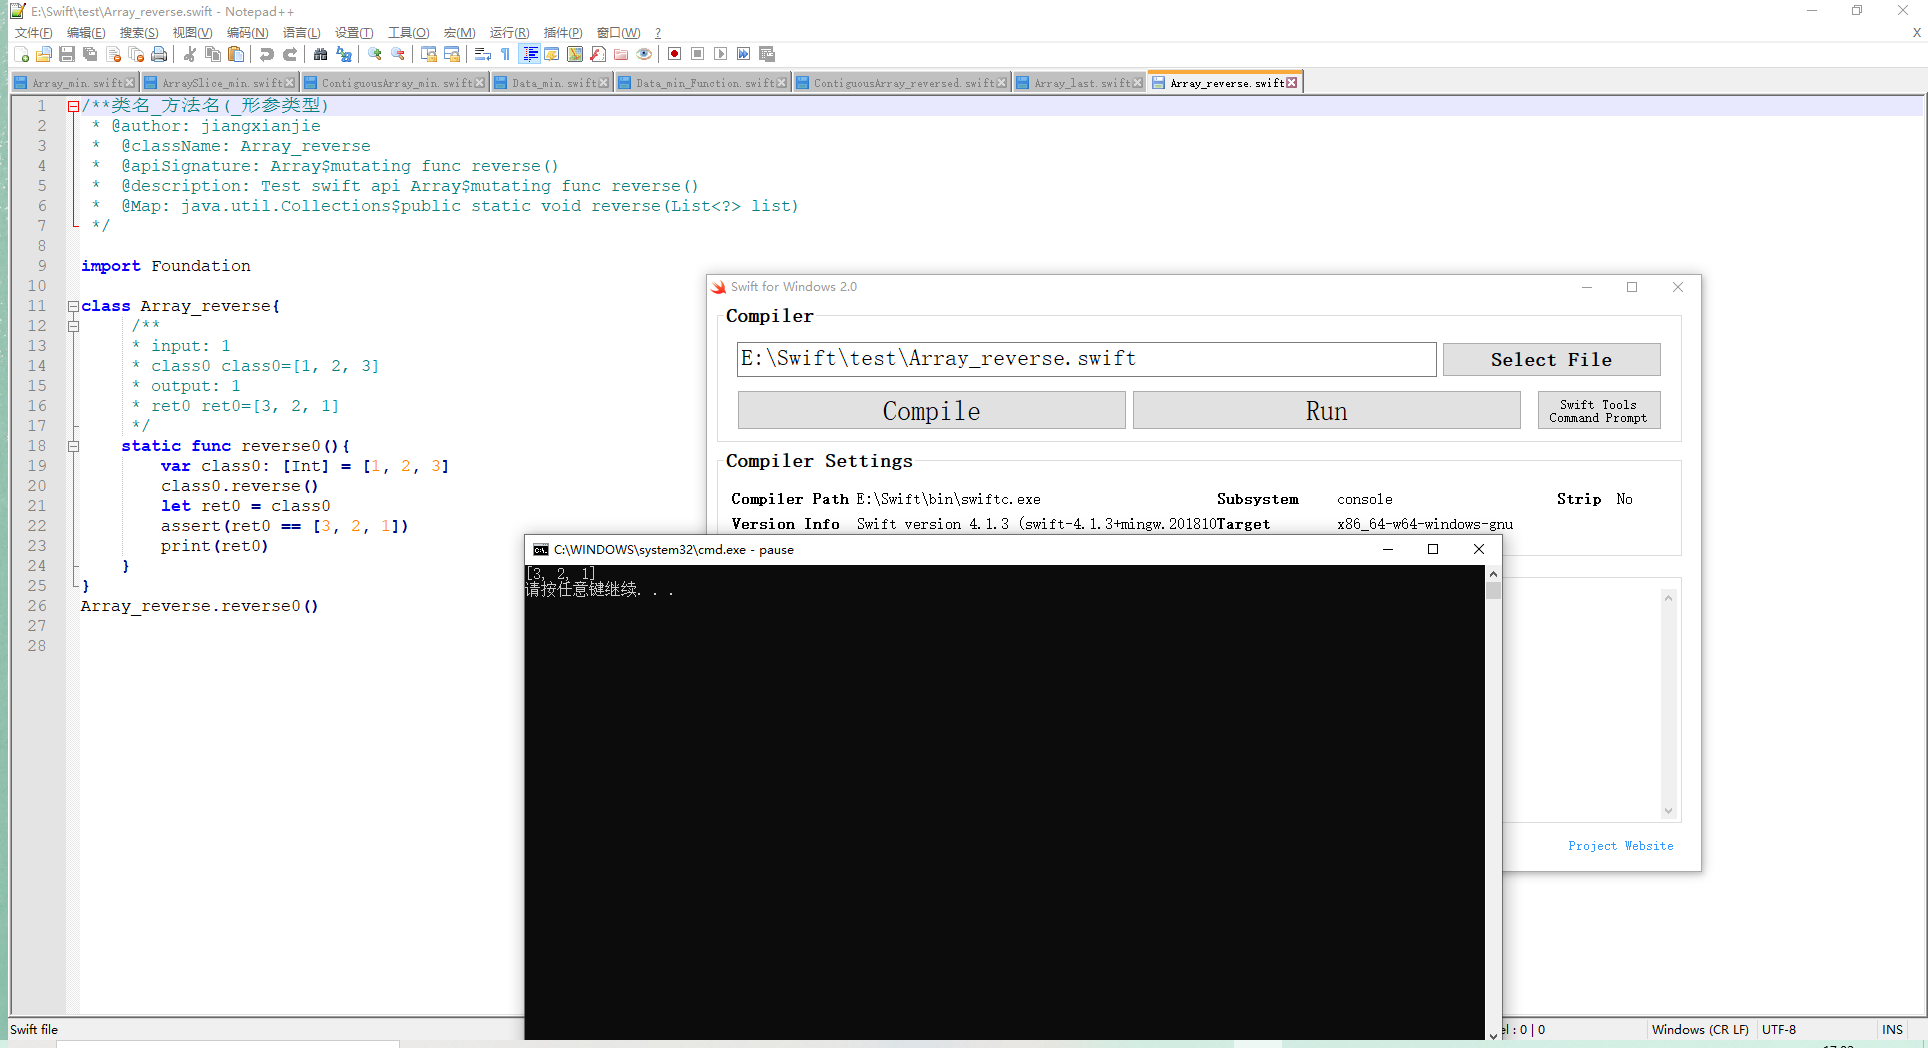 E:\Swift\test\Array_reverse.swift - Notepad++
文件(F) 编辑(E) 搜索(S) 视图(V) 编码(N) 语言(L) 设置(T) 工具(O) 宏(M) 运行(R) 插件(P) 窗口(W) ? X
Array_min.swift ArraySlice_min.swift ContiguousArray_min.swift Data_min.swift Data_min_Function.swift ContiguousArray_reversed.swift Array_last.swift Array_reverse.swift
1 /**类名_方法名(_形参类型)
2 * @author: jiangxianjie
3 * @className: Array_reverse
4 * @apiSignature: Array$mutating func reverse()
5 * @description: Test swift api Array$mutating func reverse()
6 * @Map: java.util.Collections$public static void reverse(List<?> list)
7 */
8
9 import Foundation
10
11 class Array_reverse{
12 /**
13 * input: 1
14 * class0 class0=[1, 2, 3]
15 * output: 1
16 * ret0 ret0=[3, 2, 1]
17 */
18 static func reverse0(){
19 var class0: [Int] = [1, 2, 3]
20 class0.reverse()
21 let ret0 = class0
22 assert(ret0 == [3, 2, 1])
23 print(ret0)
24 }
25 }
26 Array_reverse.reverse0()
27
28
Swift for Windows 2.0
Compiler
E:\Swift\test\Array_reverse.swift Select File
Compile Run Swift Tools
Command Prompt
Compiler Settings
Compiler Path E:\Swift\bin\swiftc.exe Subsystem console Strip No
Version Info Swift version 4.1.3 (swift-4.1.3+mingw.201810 Target x86_64-w64-windows-gnu
C:\WINDOWS\system32\cmd.exe - pause
[3, 2, 1]
请按任意键继续. . .
Project Website
Swift file el : 0 | 0 Windows (CR LF) UTF-8 INS